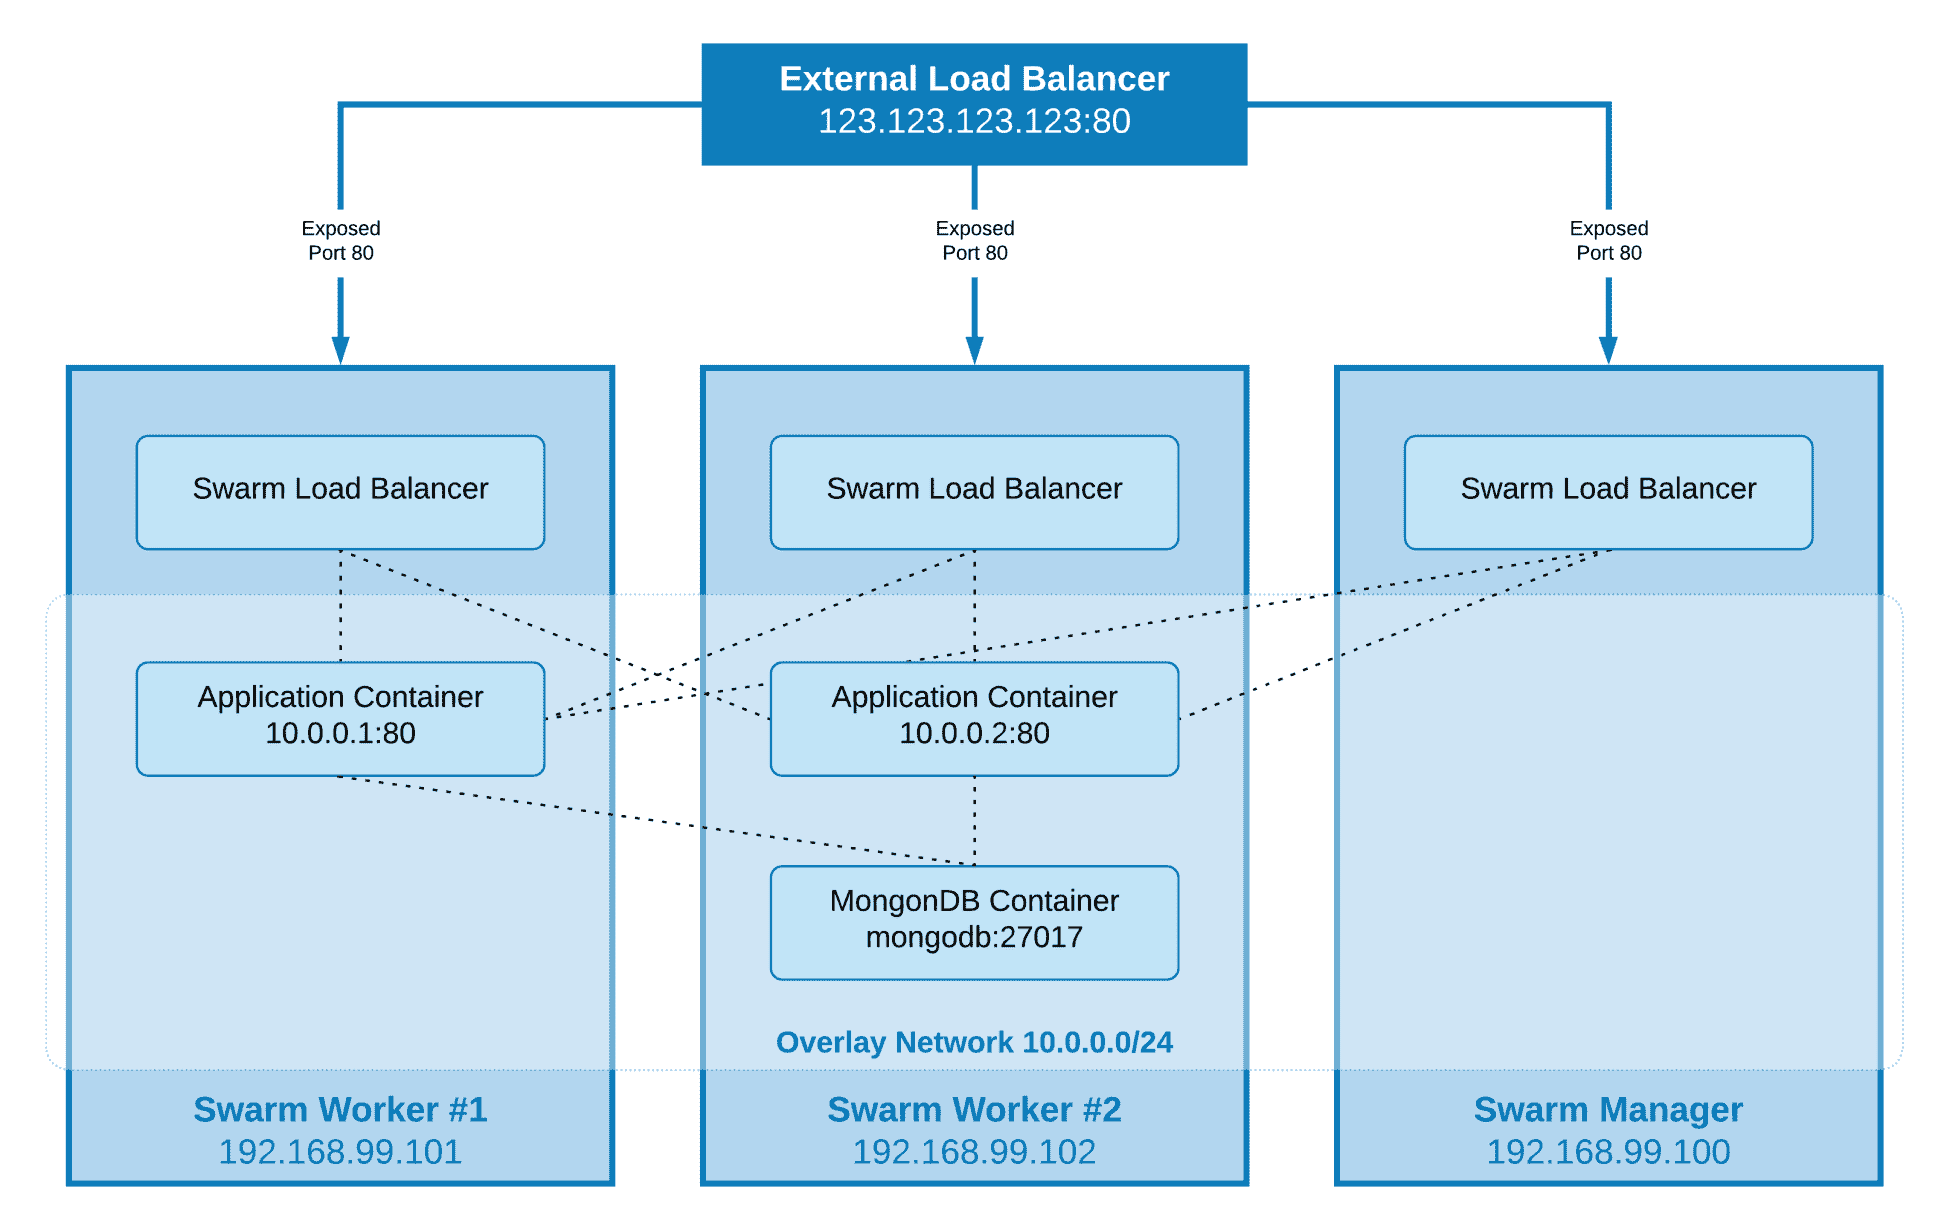 External Load Balancer
123.123.123.123:80
Exposed
Port 80
Exposed
Port 80
Exposed
Port 80
Swarm Load Balancer
Swarm Load Balancer
Swarm Load Balancer
Application Container
10.0.0.1:80
Application Container
10.0.0.2:80
MongonDB Container
mongodb:27017
Overlay Network 10.0.0.0/24
Swarm Worker #1
192.168.99.101
Swarm Worker #2
192.168.99.102
Swarm Manager
192.168.99.100